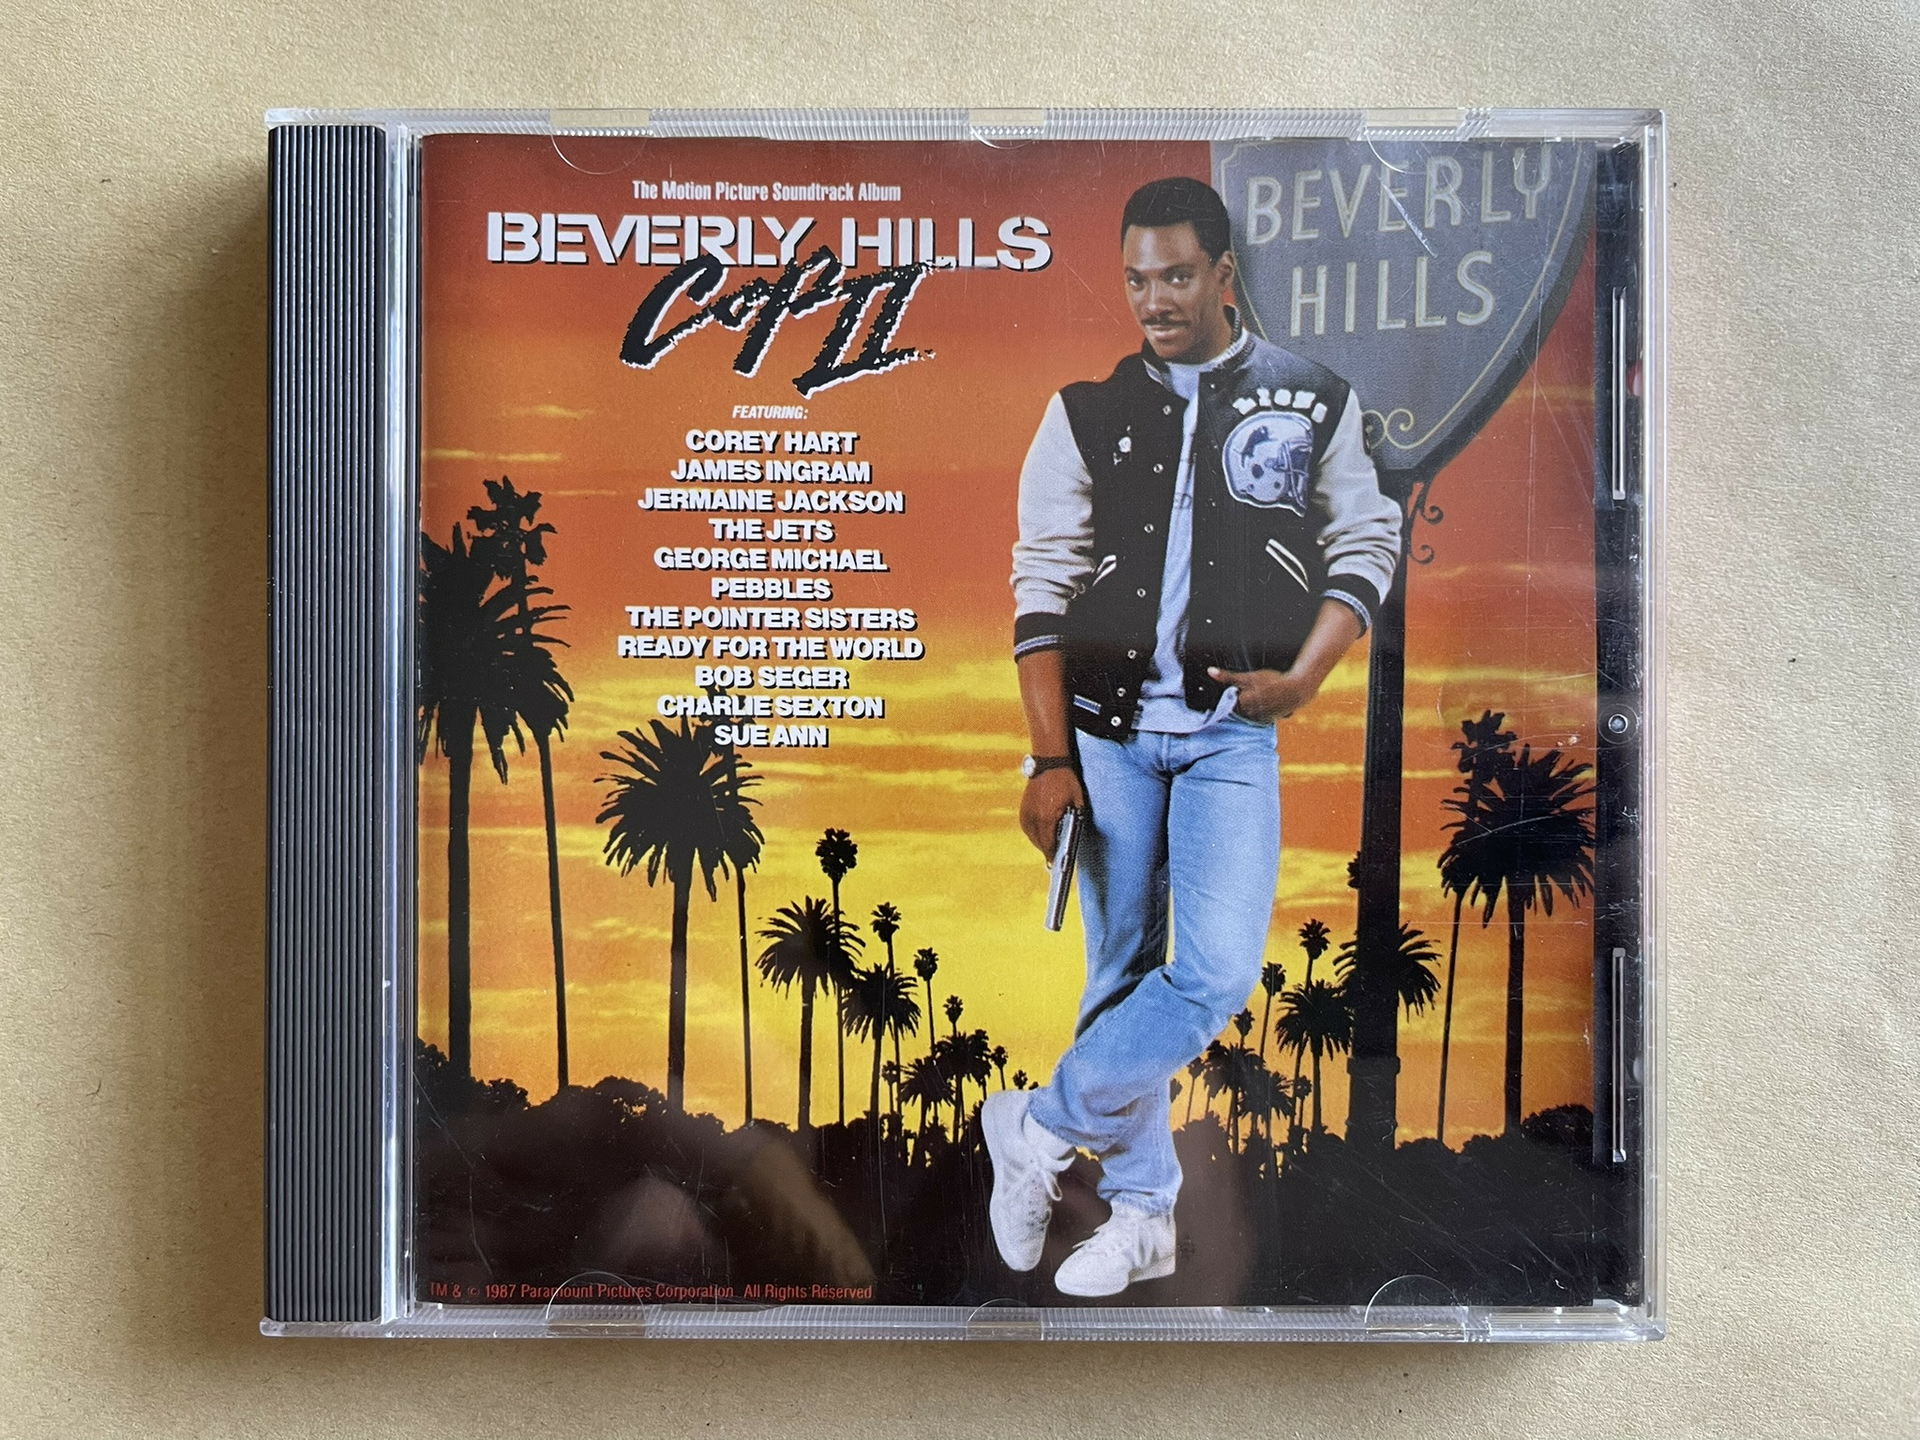 The Motion Picture Soundtrack Album
BEVERLY HILLS
COP II
FEATURING:
COREY HART
JAMES INGRAM
JERMAINE JACKSON
THE JETS
GEORGE MICHAEL
PEBBLES
THE POINTER SISTERS
READY FOR THE WORLD
BOB SEGER
CHARLIE SEXTON
SUE ANN
BEVERLY
HILLS
LIONS
TM & © 1987 Paramount Pictures Corporation. All Rights Reserved